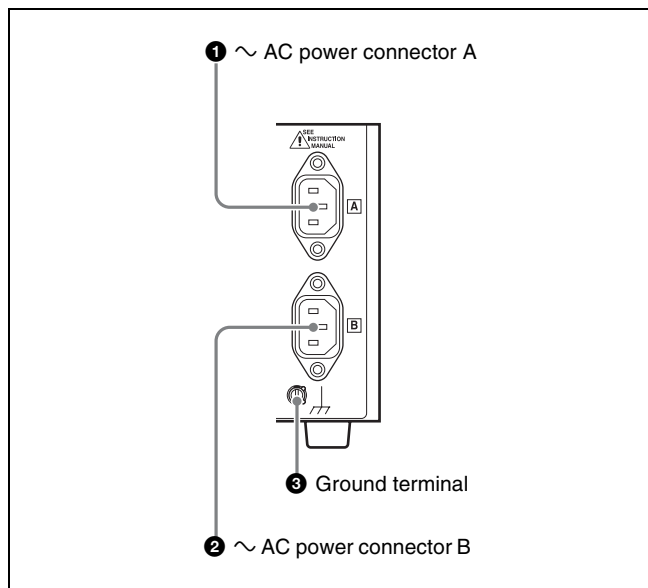 ❶ ～ AC power connector A
SEE
INSTRUCTION
MANUAL
A
B
❸ Ground terminal
❷ ～ AC power connector B